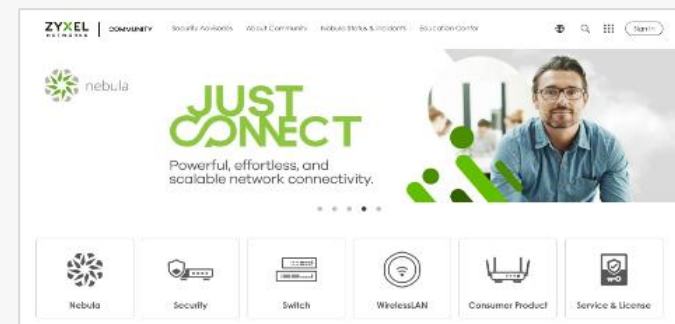 ZYXEL NETWORKS | COMMUNITY Security Advisories About Community Nebula Status & Incidents Education Center Sign In
nebula
JUST
CONNECT
Powerful, effortless, and
scalable network connectivity.
Nebula Security Switch WirelessLAN Consumer Product Service & License